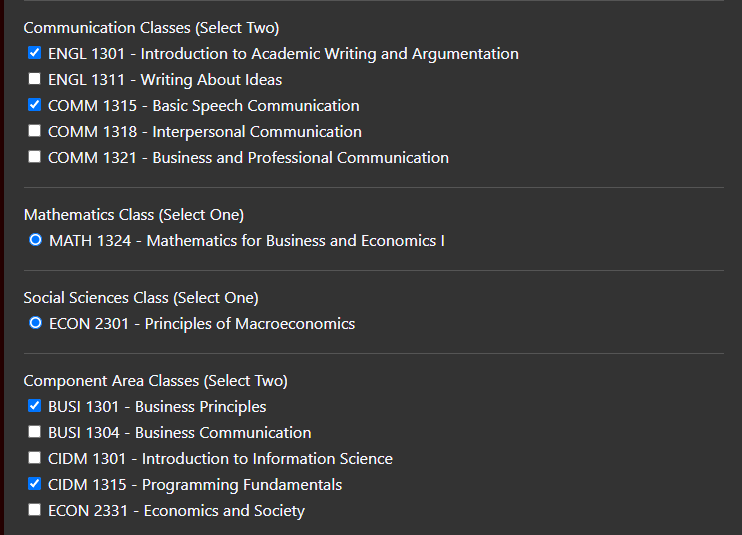 Communication Classes (Select Two)
ENGL 1301 - Introduction to Academic Writing and Argumentation
ENGL 1311 - Writing About Ideas
COMM 1315 - Basic Speech Communication
COMM 1318 - Interpersonal Communication
COMM 1321 - Business and Professional Communication
Mathematics Class (Select One)
MATH 1324 - Mathematics for Business and Economics I
Social Sciences Class (Select One)
ECON 2301 - Principles of Macroeconomics
Component Area Classes (Select Two)
BUSI 1301 - Business Principles
BUSI 1304 - Business Communication
CIDM 1301 - Introduction to Information Science
CIDM 1315 - Programming Fundamentals
ECON 2331 - Economics and Society